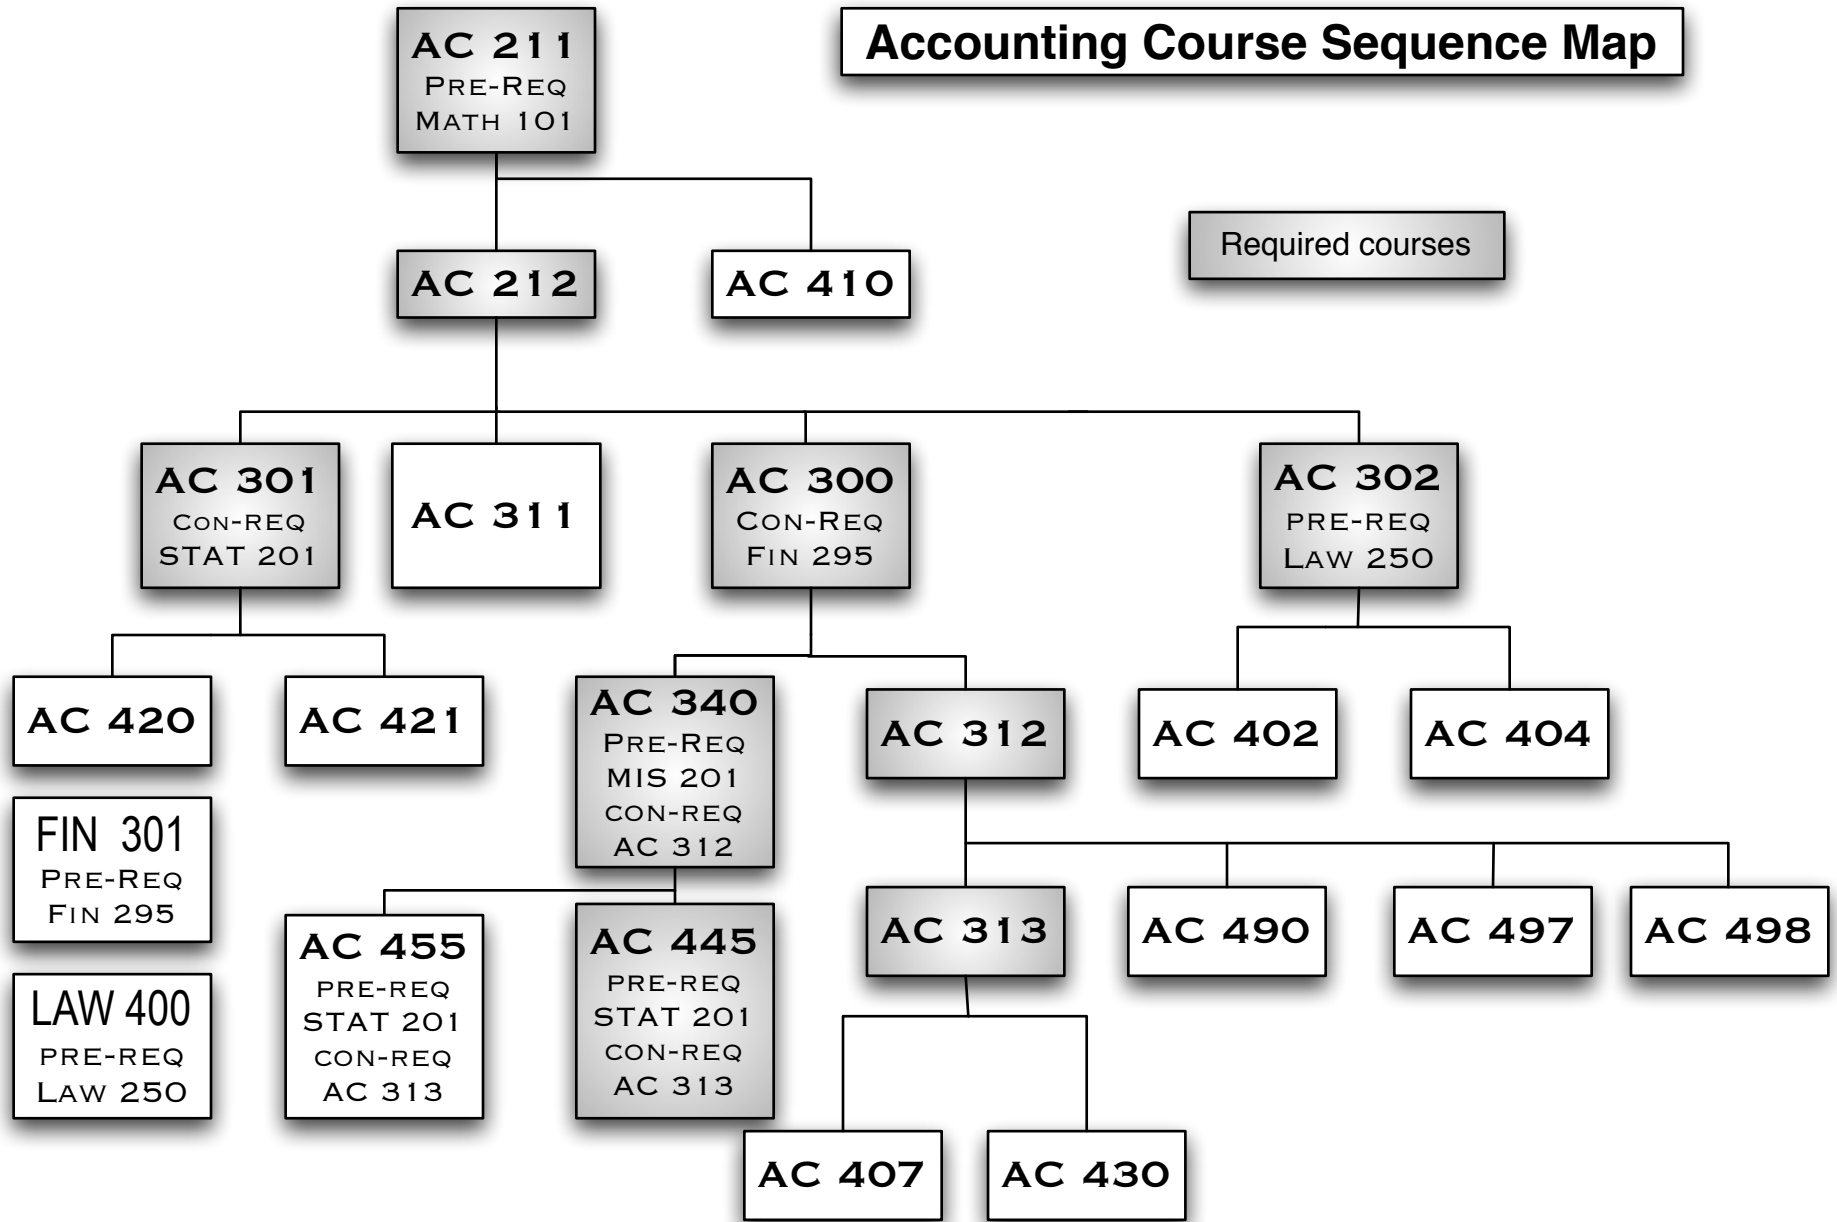 AC 211
Pre-Req
Math 101
Accounting Course Sequence Map
Required courses
AC 212
AC 410
AC 301
Con-req
STAT 201
AC 311
AC 300
Con-Req
Fin 295
AC 302
pre-req
Law 250
AC 420
AC 421
AC 340
Pre-Req
MIS 201
con-req
AC 312
AC 312
AC 402
AC 404
FIN 301
Pre-Req
Fin 295
LAW 400
pre-req
Law 250
AC 455
pre-req
STAT 201
con-req
AC 313
AC 445
pre-req
STAT 201
con-req
AC 313
AC 313
AC 490
AC 497
AC 498
AC 407
AC 430